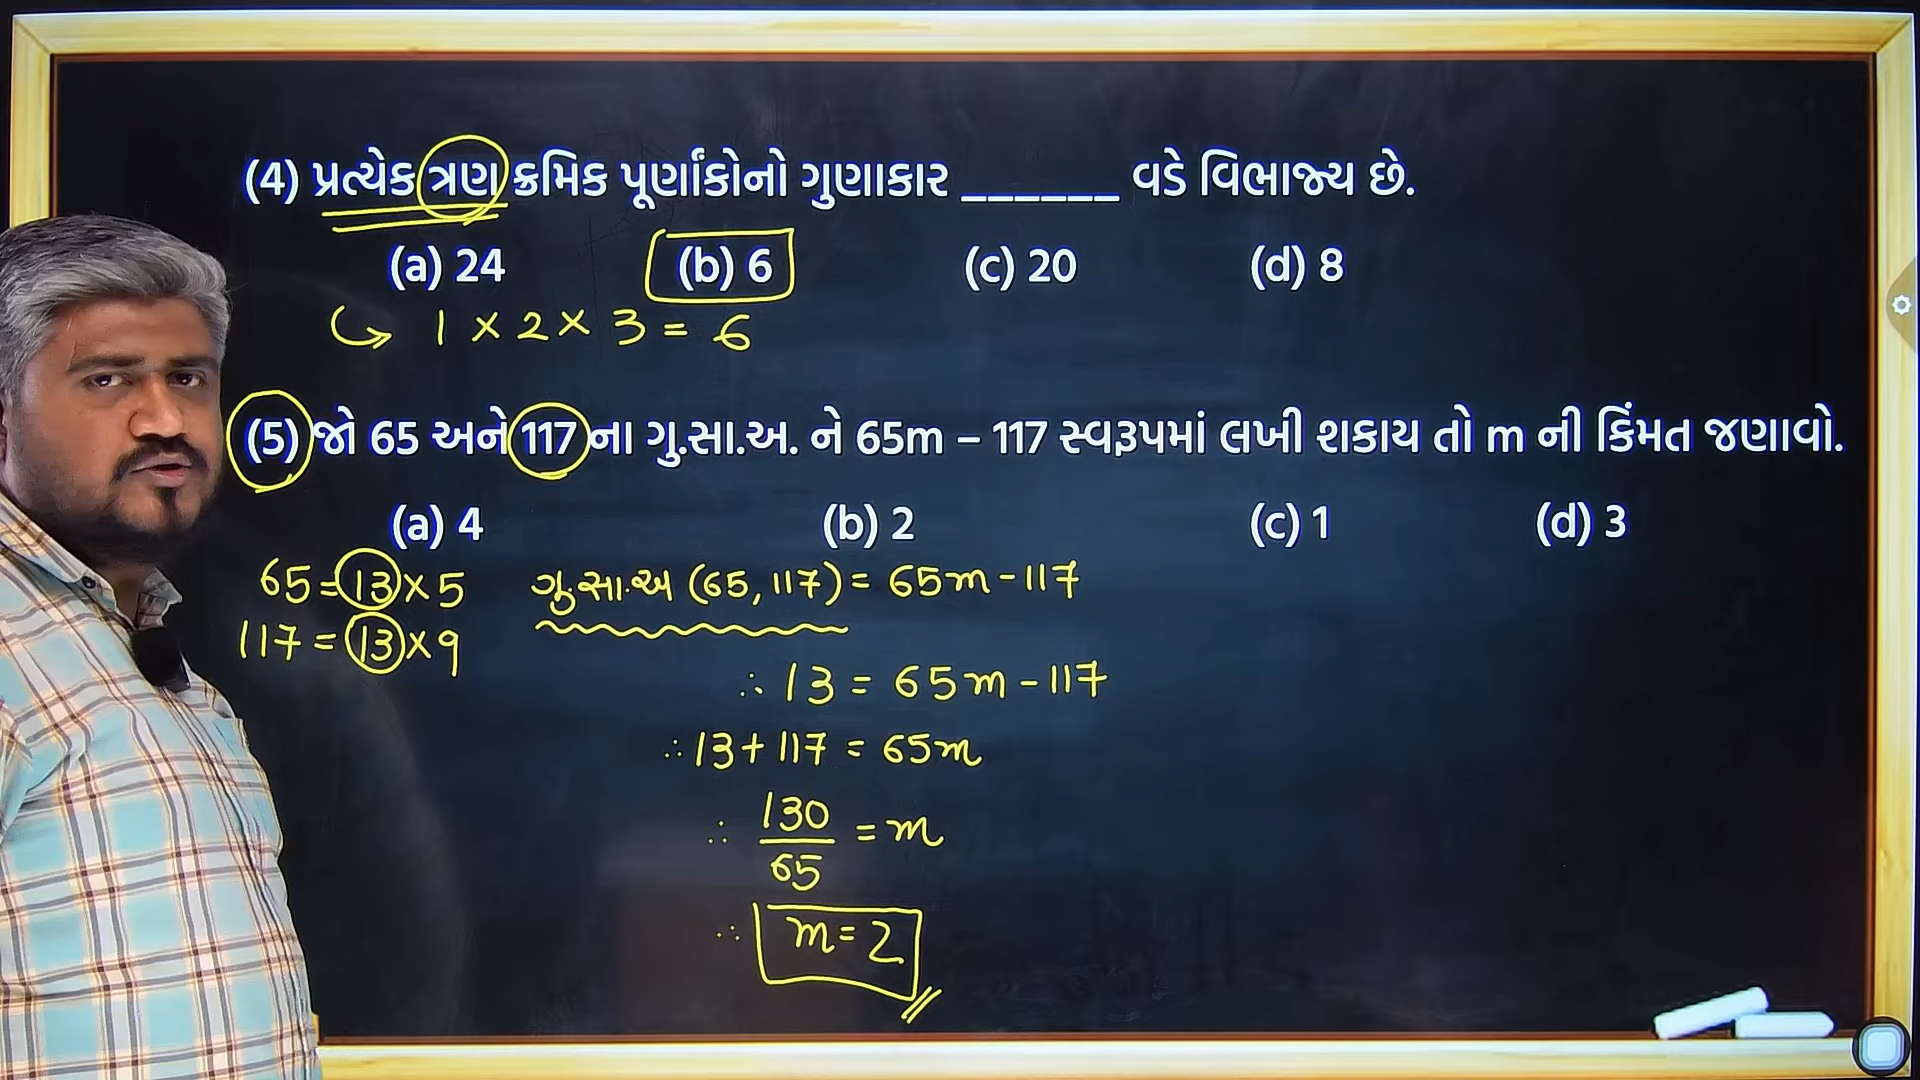 (4) પ્રત્યેક ત્રણ ક્રમિક પૂર્ણાંકોનો ગુણાકાર ______ વડે વિભાજ્ય છે.
(a) 24 (b) 6 (c) 20 (d) 8
↪ 1 × 2 × 3 = 6
(5) જો 65 અને 117 ના ગુ.સા.અ. ને 65m – 117 સ્વરૂપમાં લખી શકાય તો m ની કિંમત જણાવો.
(a) 4 (b) 2 (c) 1 (d) 3
65 = 13 × 5
117 = 13 × 9
ગુ.સા.અ (65, 117) = 65m - 117
∴ 13 = 65m - 117
∴ 13 + 117 = 65m
∴ 130/65 = m
∴ m = 2